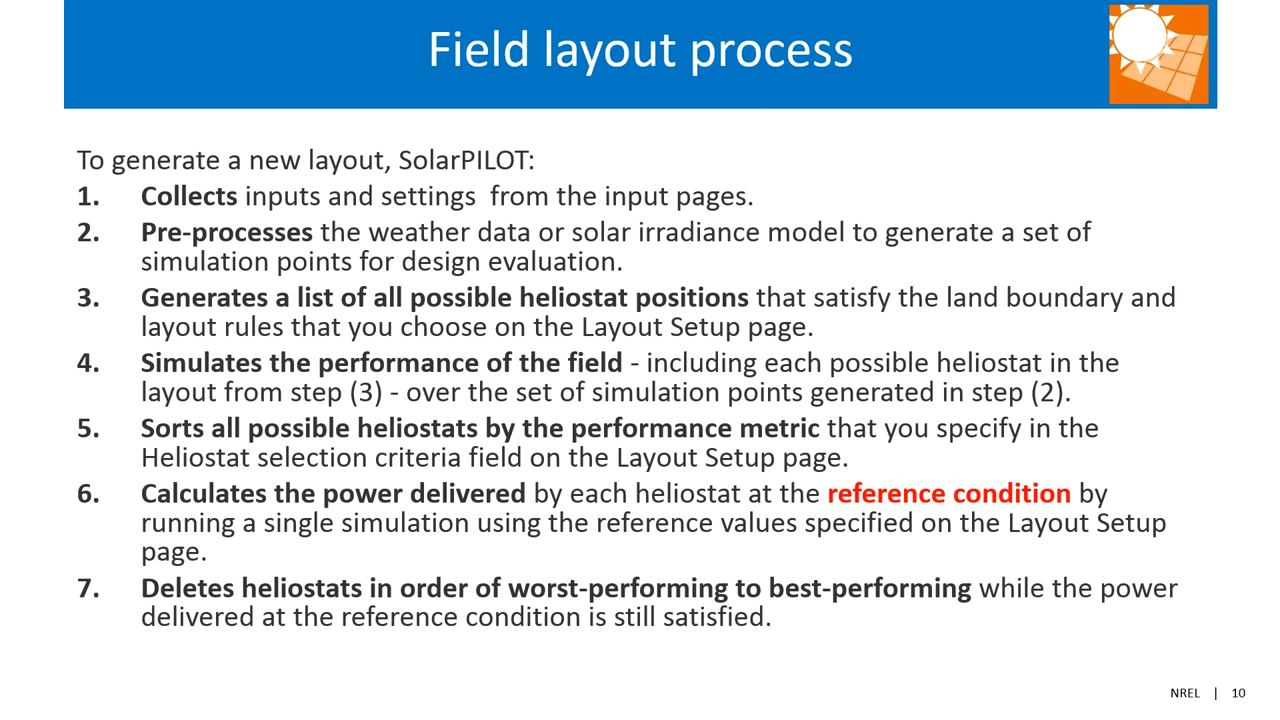 Field layout process
To generate a new layout, SolarPILOT:
1. Collects inputs and settings  from the input pages.
2. Pre-processes the weather data or solar irradiance model to generate a set of
simulation points for design evaluation.
3. Generates a list of all possible heliostat positions that satisfy the land boundary and
layout rules that you choose on the Layout Setup page.
4. Simulates the performance of the field - including each possible heliostat in the
layout from step (3) - over the set of simulation points generated in step (2).
5. Sorts all possible heliostats by the performance metric that you specify in the
Heliostat selection criteria field on the Layout Setup page.
6. Calculates the power delivered by each heliostat at the reference condition by
running a single simulation using the reference values specified on the Layout Setup
page.
7. Deletes heliostats in order of worst-performing to best-performing while the power
delivered at the reference condition is still satisfied.
NREL | 10